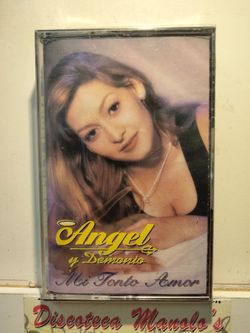 Angel
y Demonio
Mi Tonto Amor
Discoteca Manolo's